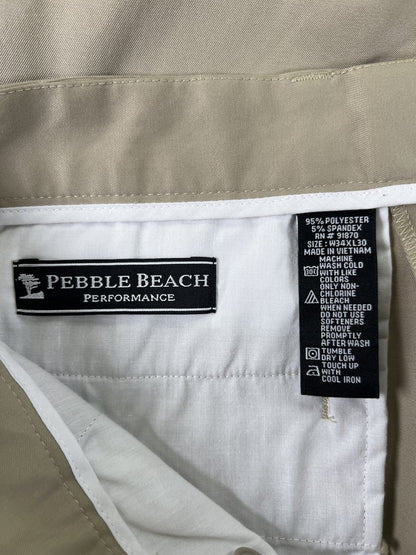 PEBBLE BEACH
PERFORMANCE
95% POLYESTER
5% SPANDEX
RN # 91870
SIZE : W34XL30
MADE IN VIETNAM
MACHINE
WASH COLD
WITH LIKE
COLORS
ONLY NON-
CHLORINE
BLEACH
WHEN NEEDED
DO NOT USE
SOFTENERS
REMOVE
PROMPTLY
AFTER WASH
TUMBLE
DRY LOW
TOUCH UP
WITH
COOL IRON